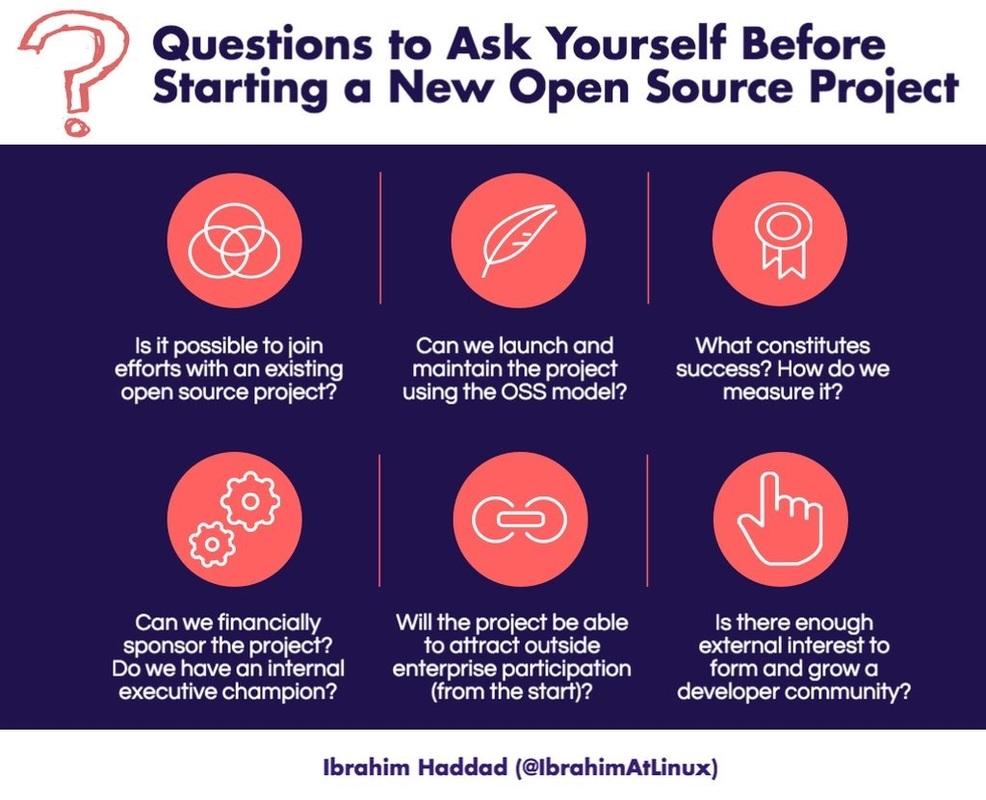 ?
Questions to Ask Yourself Before
Starting a New Open Source Project
Is it possible to join
efforts with an existing
open source project?
Can we launch and
maintain the project
using the OSS model?
What constitutes
success? How do we
measure it?
Can we financially
sponsor the project?
Do we have an internal
executive champion?
Will the project be able
to attract outside
enterprise participation
(from the start)?
Is there enough
external interest to
form and grow a
developer community?
Ibrahim Haddad (@IbrahimAtLinux)